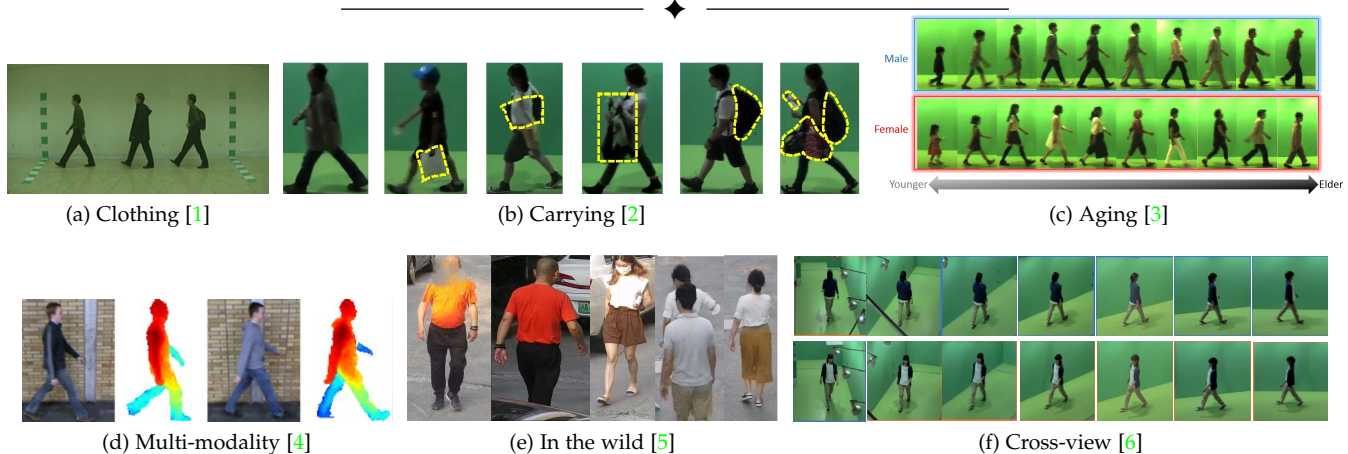 Male
Female
Younger
Elder
(a) Clothing [1]
(b) Carrying [2]
(c) Aging [3]
(d) Multi-modality [4]
(e) In the wild [5]
(f) Cross-view [6]